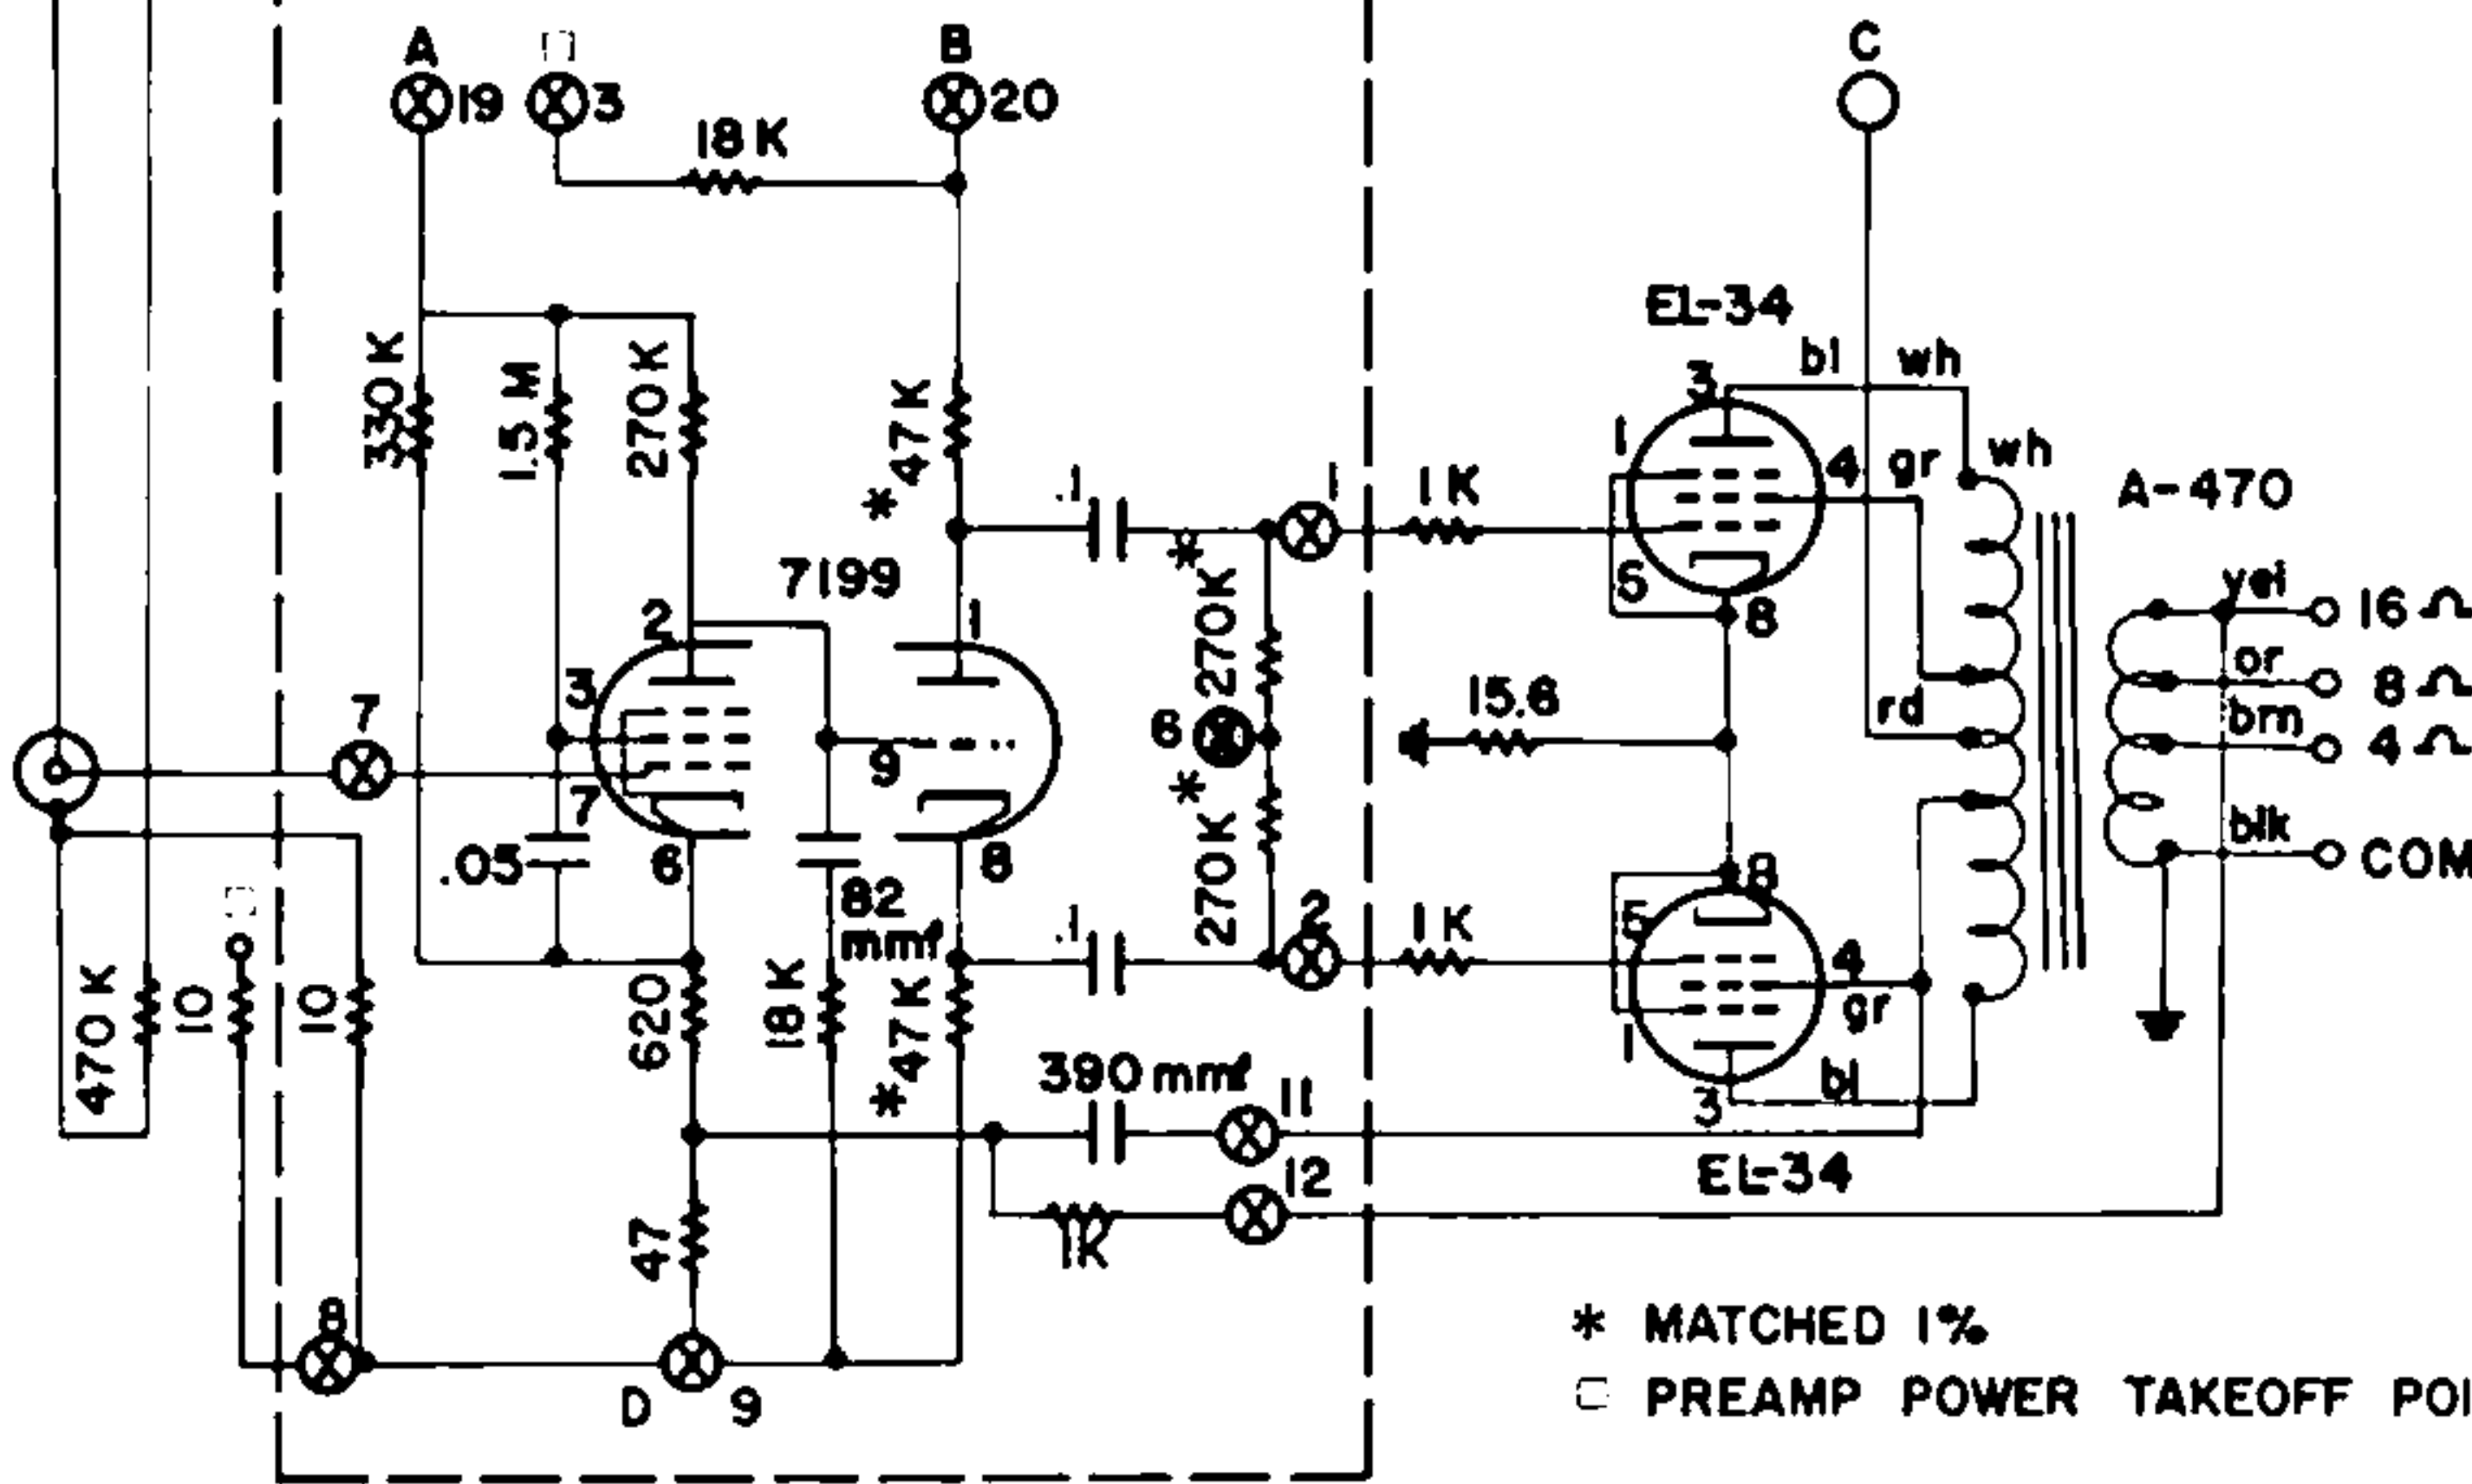 A
B
C
19
3
20
18 K
330 K
1.5 M
270 K
* 47 K
EL-34
3
bl
wh
1
4
gr
wh
A-470
.1
1
1K
*
7199
5
8
2
1
270K
yel
16 Ω
3
or
8 Ω
7
6
15.6
rd
brn
4 Ω
9
7
*
270K
.05
6
8
blk
COM
82
mmf
.1
2
1K
8
5
4
gr
470 K
10
10
620
18 K
* 47 K
1
390 mmf
11
bl
3
12
EL-34
47
1K
8
D
9
* MATCHED 1%
□ PREAMP POWER TAKEOFF POI